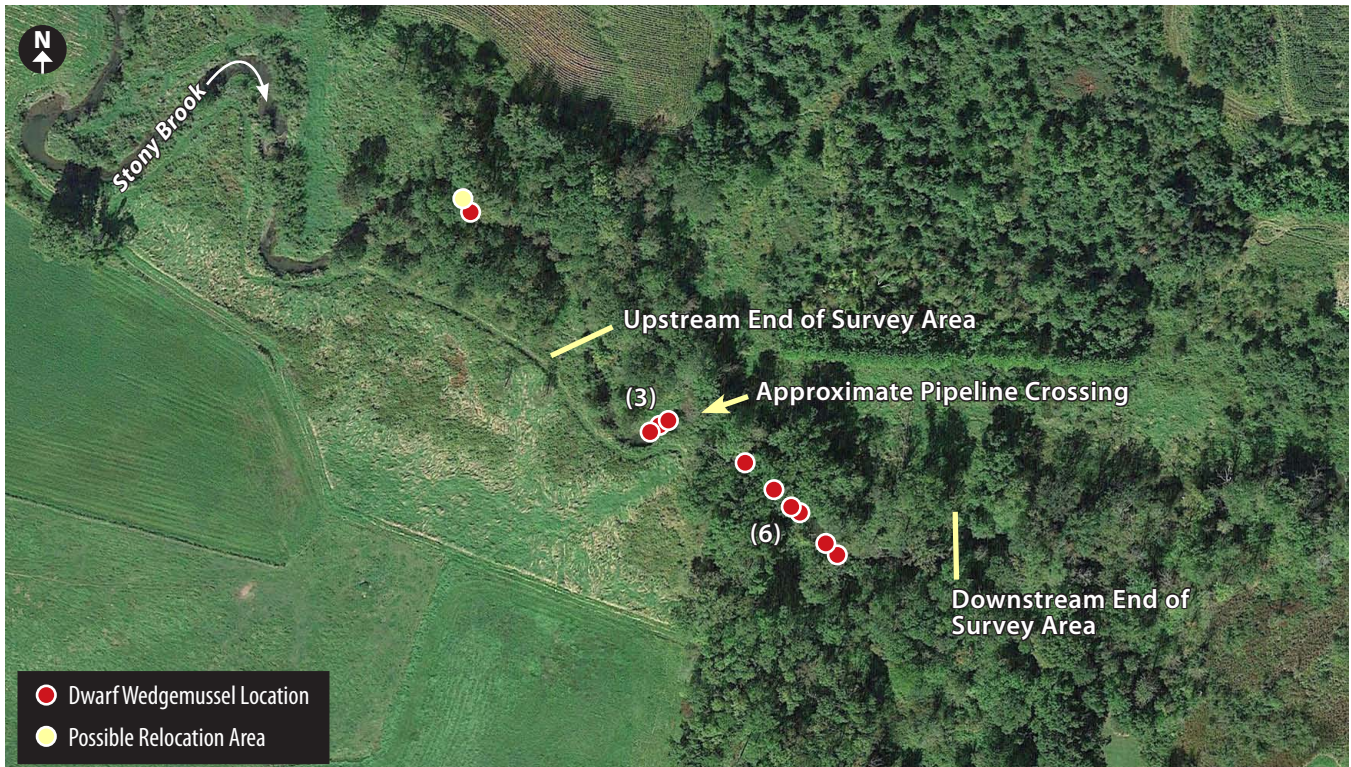 N
Stony Brook
Upstream End of Survey Area
(3)
Approximate Pipeline Crossing
(6)
Downstream End of
Survey Area
Dwarf Wedgemussel Location
Possible Relocation Area